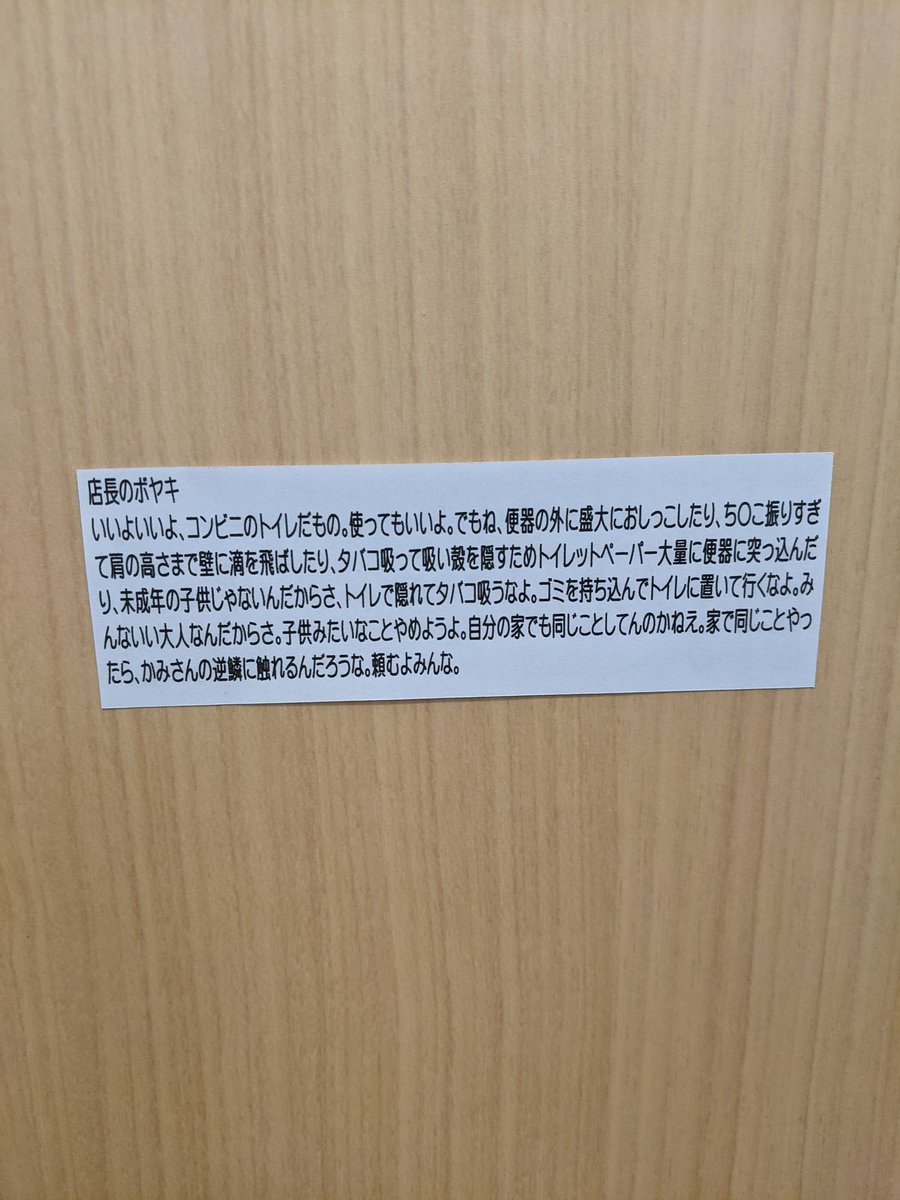 店長のボヤキ
いいよいいよ、コンビニのトイレだもの。使ってもいいよ。でもね、便器の外に盛大におしっこしたり、ち〇こ振りすぎ
て肩の高さまで壁に滴を飛ばしたり、タバコ吸って吸い殻を隠すためトイレットペーパー大量に便器に突っ込んだ
り、未成年の子供じゃないんだからさ、トイレで隠れてタバコ吸うなよ。ゴミを持ち込んでトイレに置いて行くなよ。み
んないい大人なんだからさ。子供みたいなことやめようよ。自分の家でも同じことしてんのかねえ。家で同じことやっ
たら、かみさんの逆鱗に触れるんだろうな。頼むよみんな。